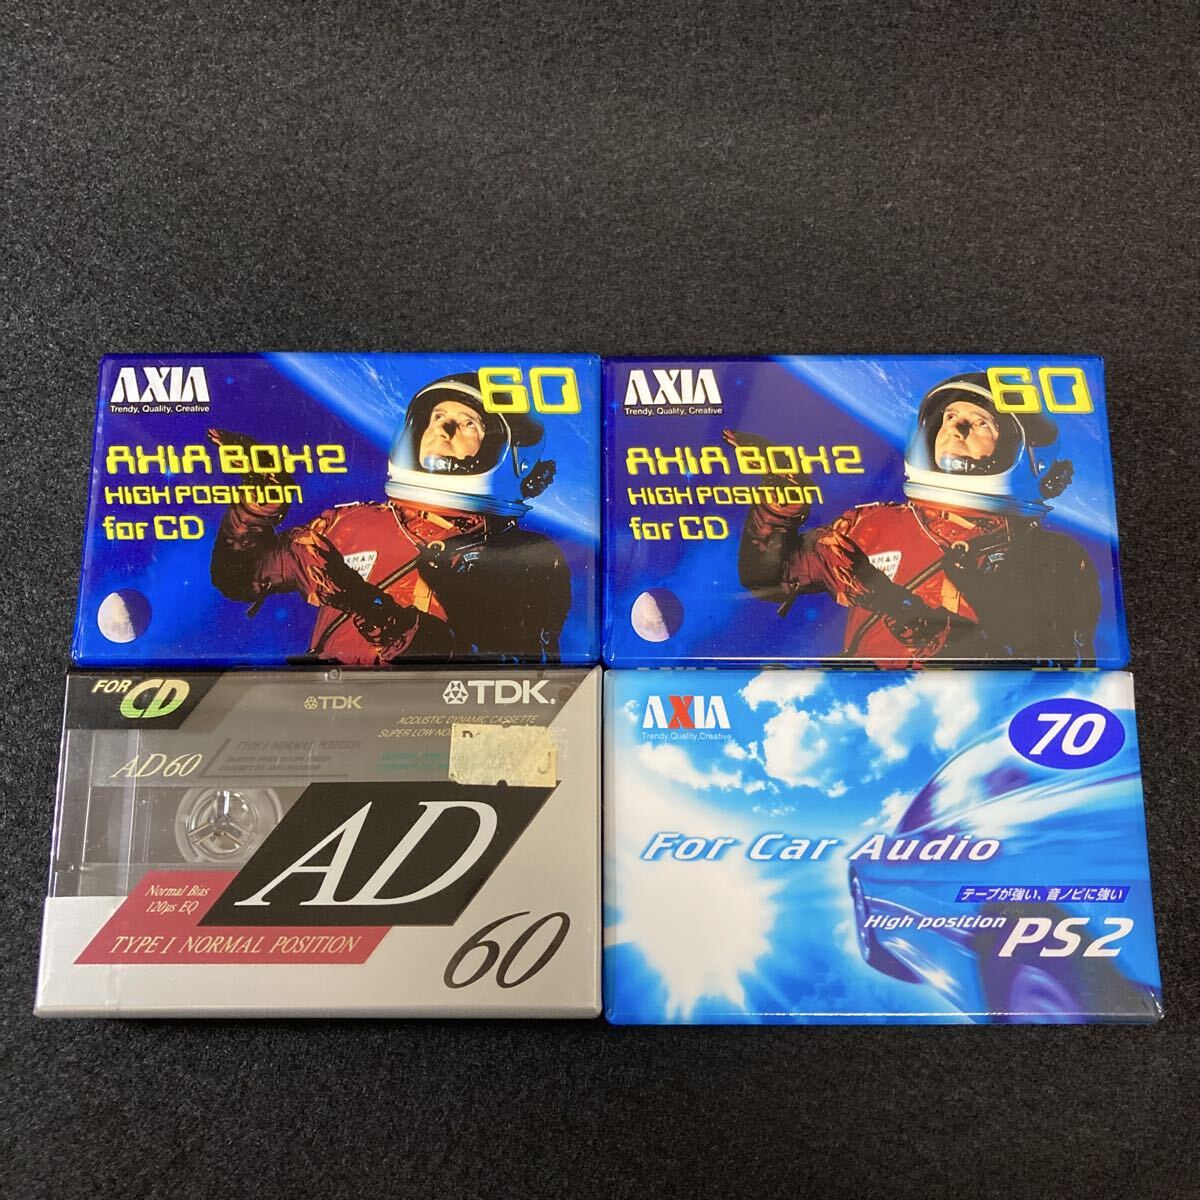 AXIA
Trendy, Quality, Creative
60
AXIA BOX2
HIGH POSITION
for CD
AXIA
Trendy, Quality, Creative
60
AXIA BOX2
HIGH POSITION
for CD
FOR CD
TDK
TDK.
ACOUSTIC DYNAMIC CASSETTE
SUPER LOW
AD60
TYPE I NORMAL POSITION
AD
Normal Bias
120μs EQ
TYPE I NORMAL POSITION
60
AXIA
Trendy, Quality, Creative
70
For Car Audio
テープが強い、音ノビに強い
High position PS2